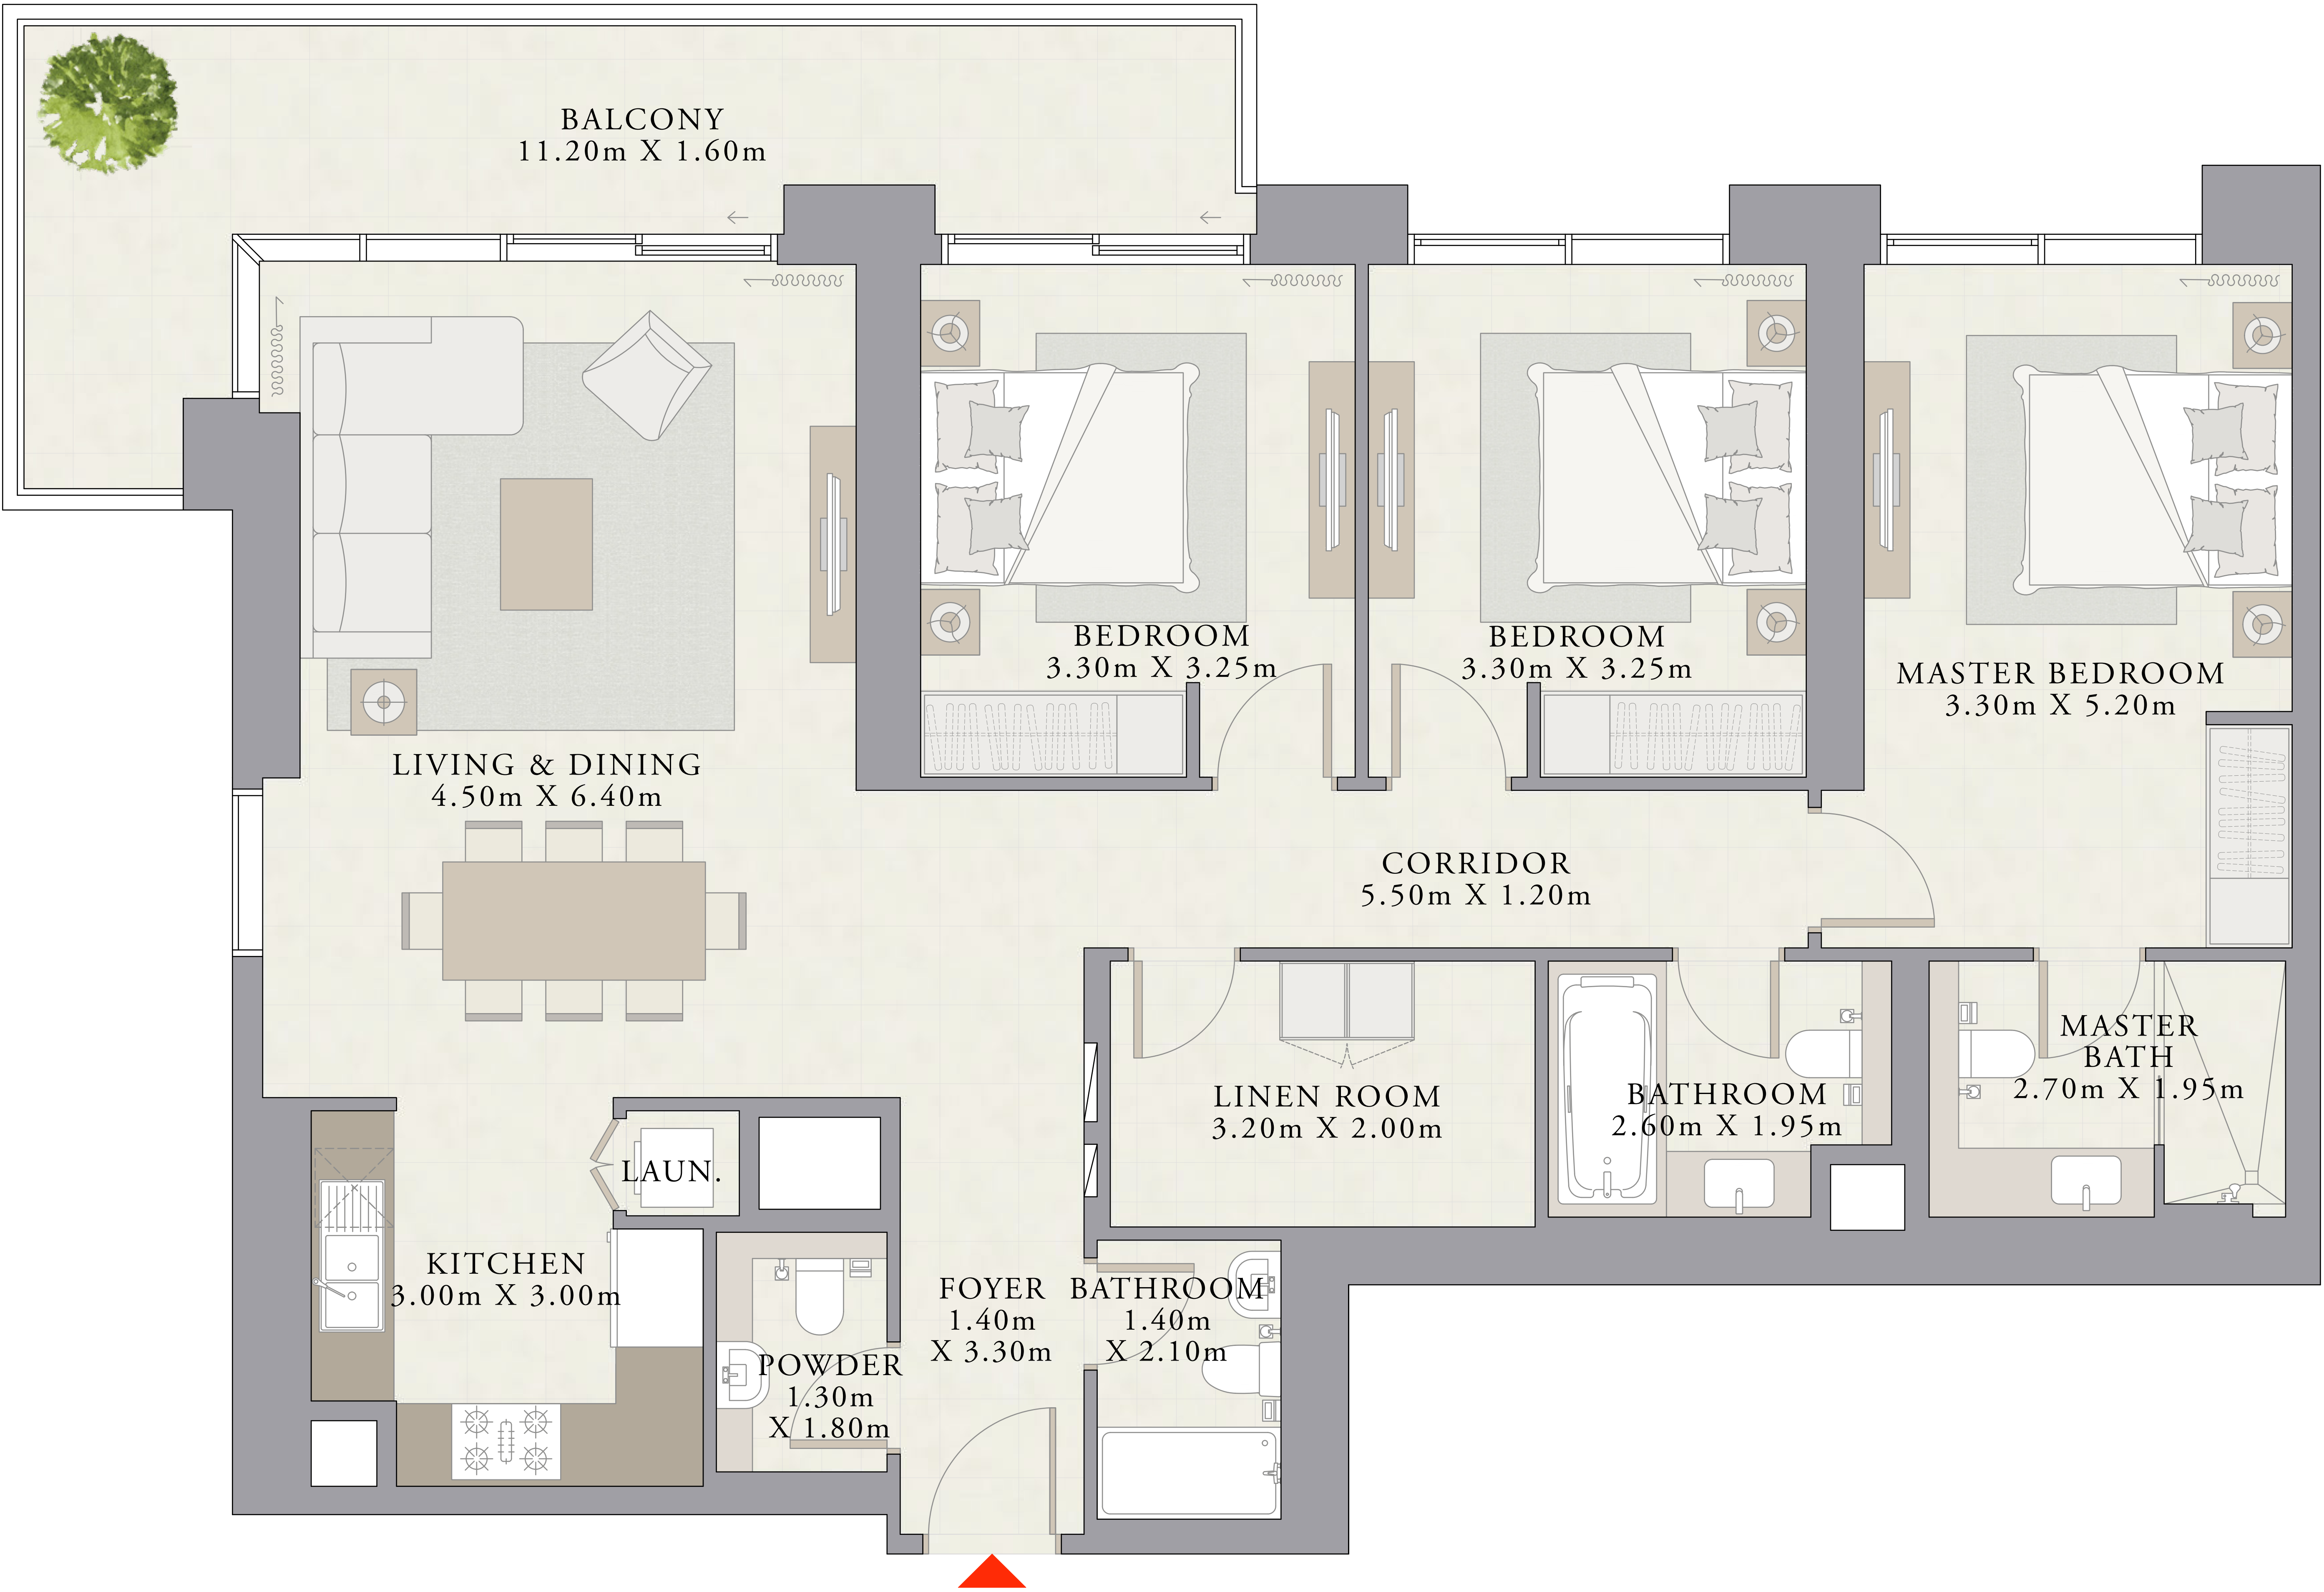 BALCONY
11.20m X 1.60m
BEDROOM
3.30m X 3.25m
BEDROOM
3.30m X 3.25m
MASTER BEDROOM
3.30m X 5.20m
LIVING & DINING
4.50m X 6.40m
CORRIDOR
5.50m X 1.20m
MASTER
BATH
2.70m X 1.95m
LINEN ROOM
3.20m X 2.00m
BATHROOM
2.60m X 1.95m
LAUN.
KITCHEN
3.00m X 3.00m
FOYER
1.40m
X 3.30m
BATHROOM
1.40m
X 2.10m
POWDER
1.30m
X 1.80m